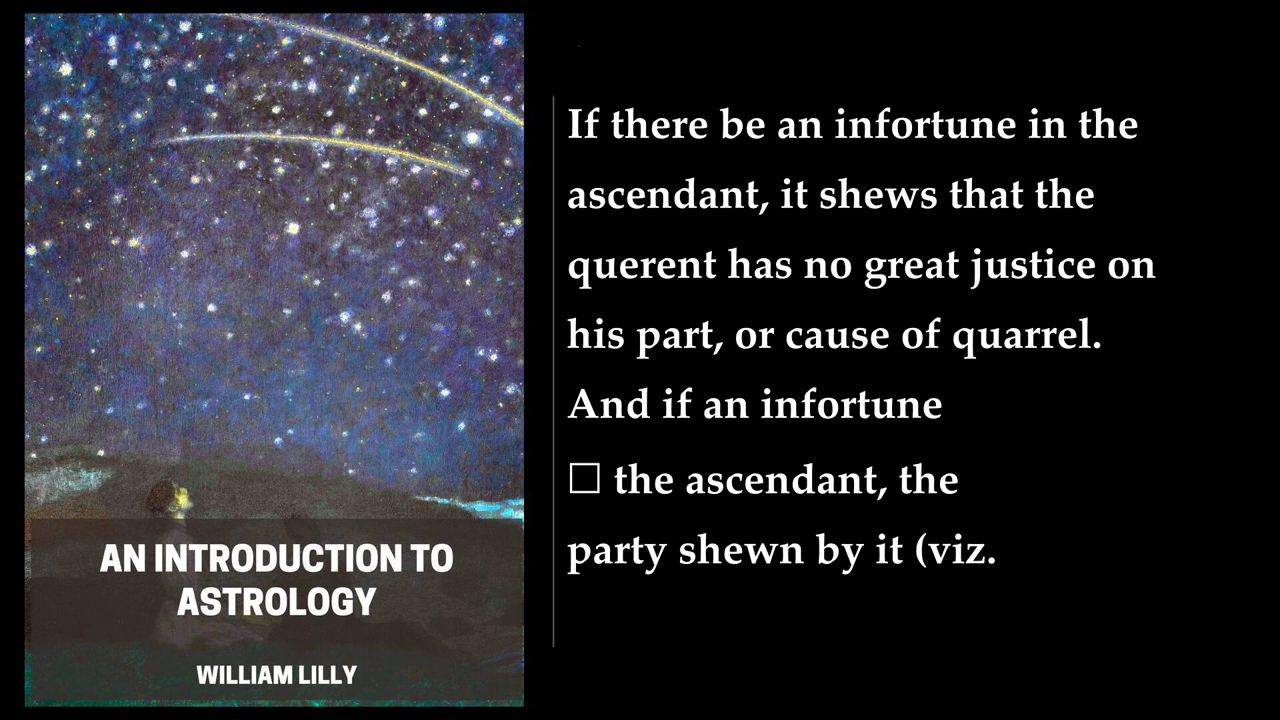 AN INTRODUCTION TO
ASTROLOGY
WILLIAM LILLY
If there be an infortune in the
ascendant, it shews that the
querent has no great justice on
his part, or cause of quarrel.
And if an infortune
□ the ascendant, the
party shewn by it (viz.